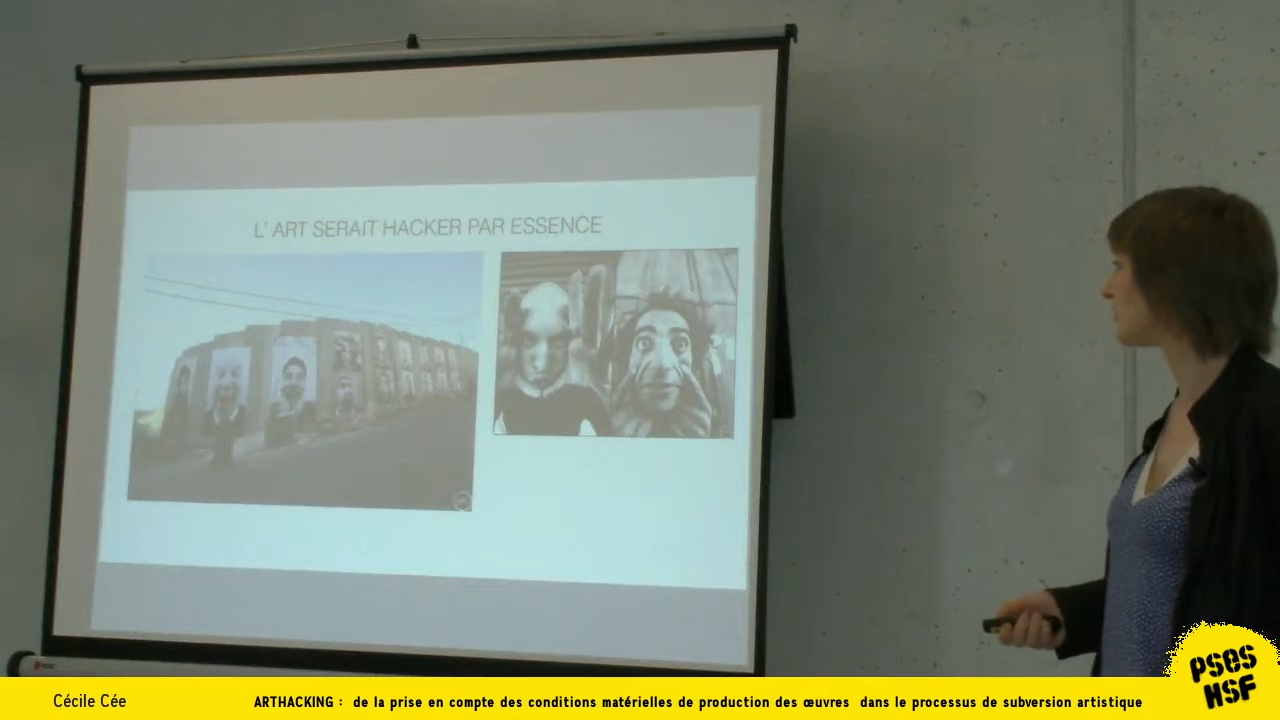 L' ART SERAIT HACKER PAR ESSENCE
Cécile Cée
ARTHACKING : de la prise en compte des conditions matérielles de production des œuvres dans le processus de subversion artistique
PSES
HSF